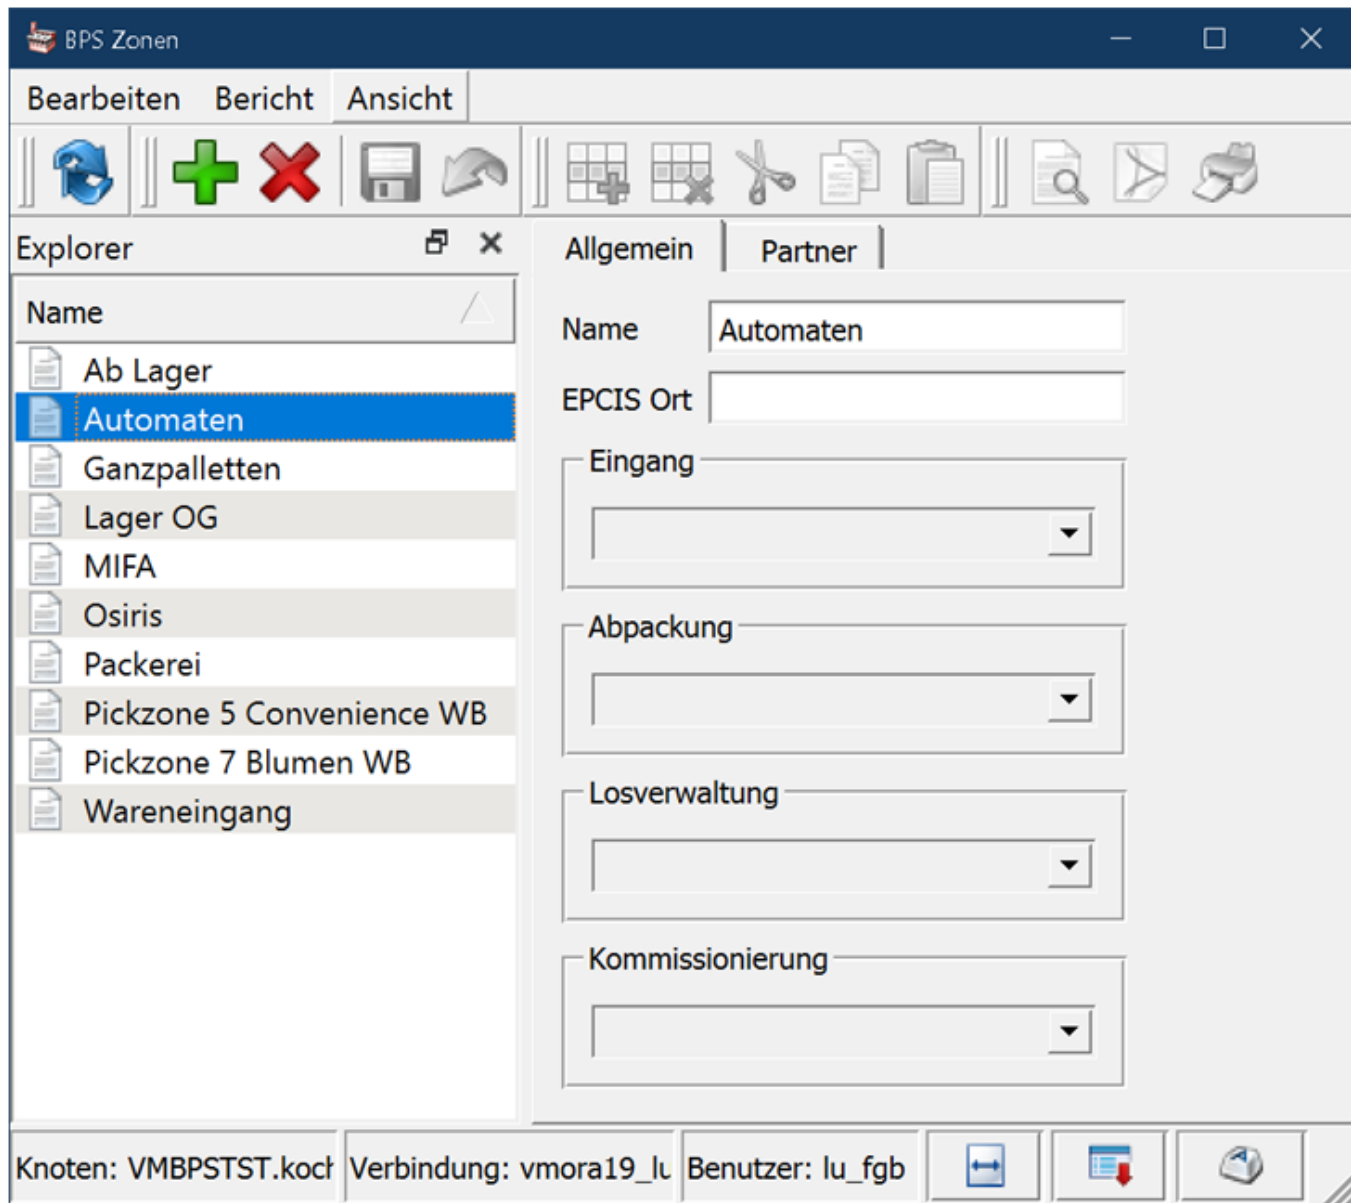 BPS Zonen
Bearbeiten Bericht Ansicht
Explorer
Name
Ab Lager
Automaten
Ganzpalletten
Lager OG
MIFA
Osiris
Packerei
Pickzone 5 Convenience WB
Pickzone 7 Blumen WB
Wareneingang
Allgemein Partner
Name Automaten
EPCIS Ort
Eingang
Abpackung
Losverwaltung
Kommissionierung
Knoten: VMBPSTST.koch Verbindung: vmora19_lu Benutzer: lu_fgb